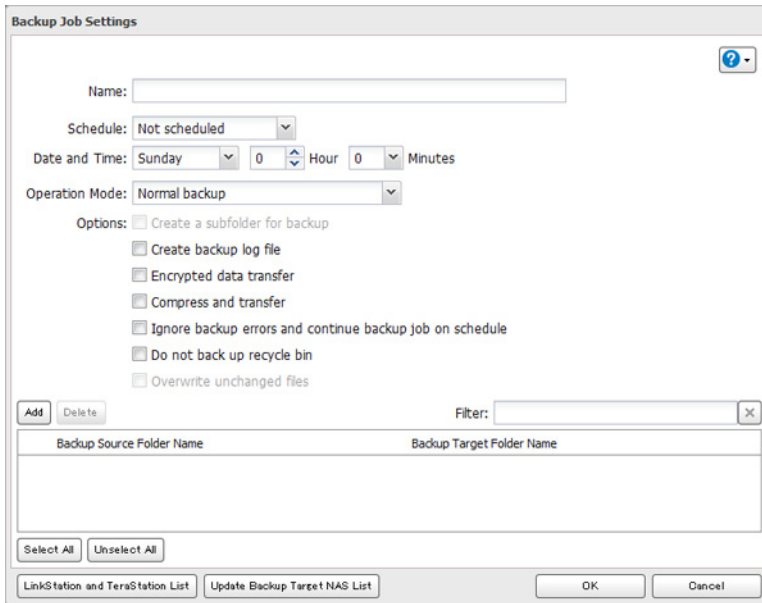 Backup Job Settings
?
Name:
Schedule: Not scheduled
Date and Time: Sunday 0 Hour 0 Minutes
Operation Mode: Normal backup
Options: Create a subfolder for backup
Create backup log file
Encrypted data transfer
Compress and transfer
Ignore backup errors and continue backup job on schedule
Do not back up recycle bin
Overwrite unchanged files
Add Delete Filter:
Backup Source Folder Name Backup Target Folder Name
Select All Unselect All
LinkStation and TeraStation List Update Backup Target NAS List OK Cancel